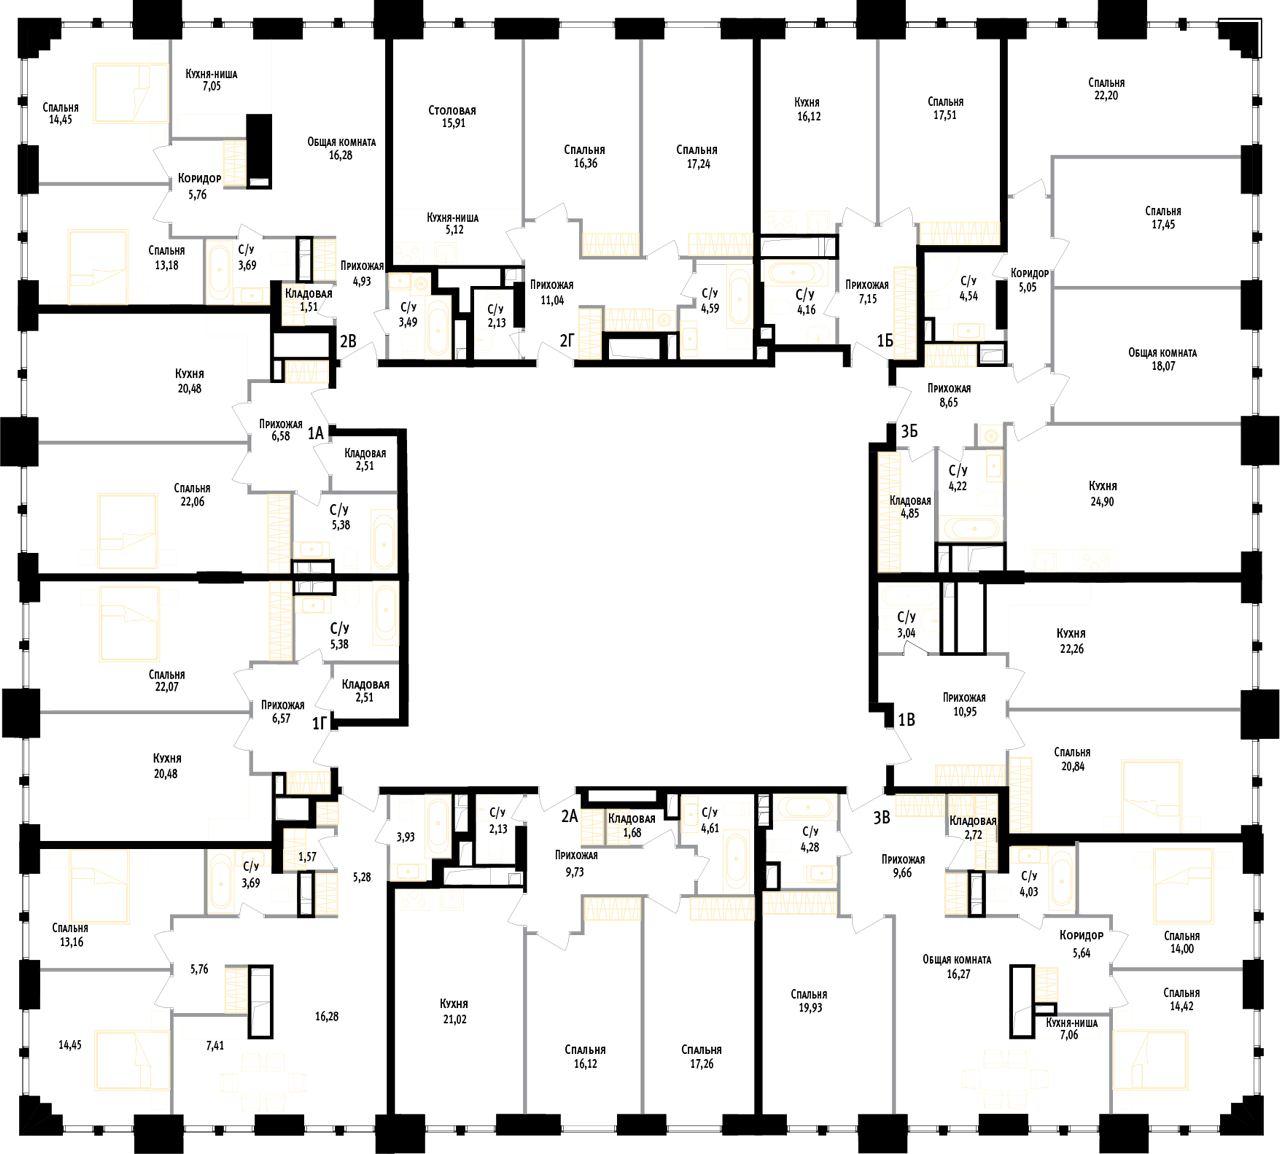 Кухня-ниша
7,05
Спальня
14,45
Общая комната
16,28
Коридор
5,76
С/у
3,69
Спальня
13,18
Прихожая
4,93
Кладовая
1,51
С/у
3,49
2В
Столовая
15,91
Кухня-ниша
5,12
Спальня
16,36
Спальня
17,24
С/у
2,13
Прихожая
11,04
2Г
С/у
4,59
Кухня
16,12
Спальня
17,51
С/у
4,16
Прихожая
7,15
1Б
Спальня
22,20
Спальня
17,45
Коридор
5,05
С/у
4,54
Общая комната
18,07
Прихожая
8,65
3Б
С/у
4,22
Кладовая
4,85
Кухня
24,90
Кухня
20,48
Прихожая
6,58
1А
Кладовая
2,51
Спальня
22,06
С/у
5,38
С/у
5,38
Спальня
22,07
Кладовая
2,51
Прихожая
6,57
1Г
Кухня
20,48
С/у
3,04
Кухня
22,26
Прихожая
10,95
1В
Спальня
20,84
1,57
5,28
3,93
С/у
3,69
13,16
Спальня
5,76
14,45
7,41
16,28
С/у
2,13
2А
Кладовая
1,68
С/у
4,61
Прихожая
9,73
Кухня
21,02
Спальня
16,12
Спальня
17,26
С/у
4,28
3В
Прихожая
9,66
Кладовая
2,72
С/у
4,03
Спальня
19,93
Общая комната
16,27
Коридор
5,64
Спальня
14,00
Спальня
14,42
Кухня-ниша
7,06